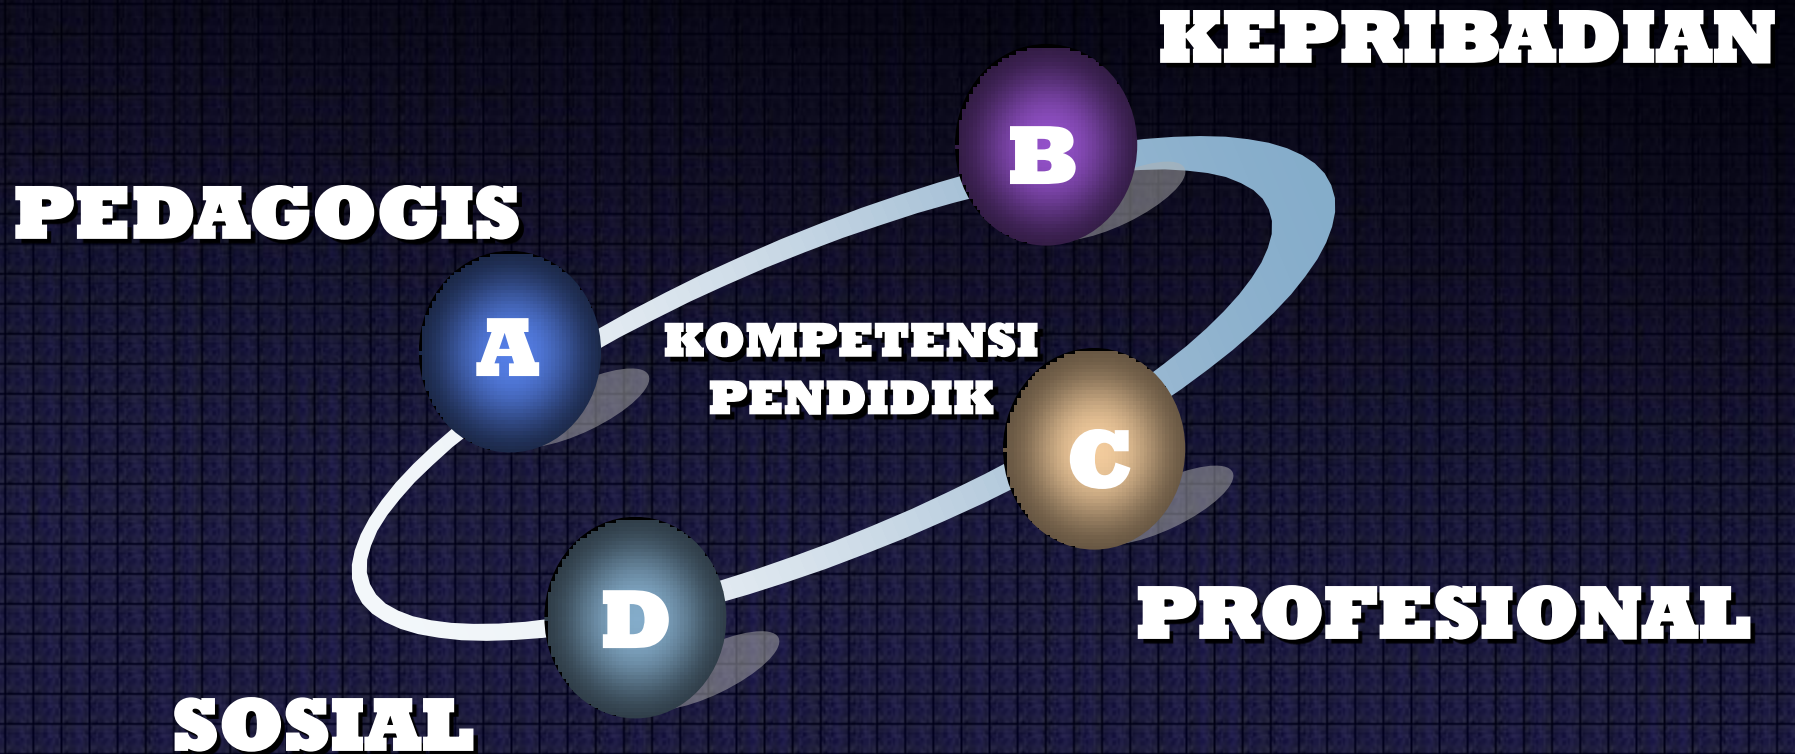 KEPRIBADIAN
B
PEDAGOGIS
A
KOMPETENSI
PENDIDIK
C
PROFESIONAL
D
SOSIAL